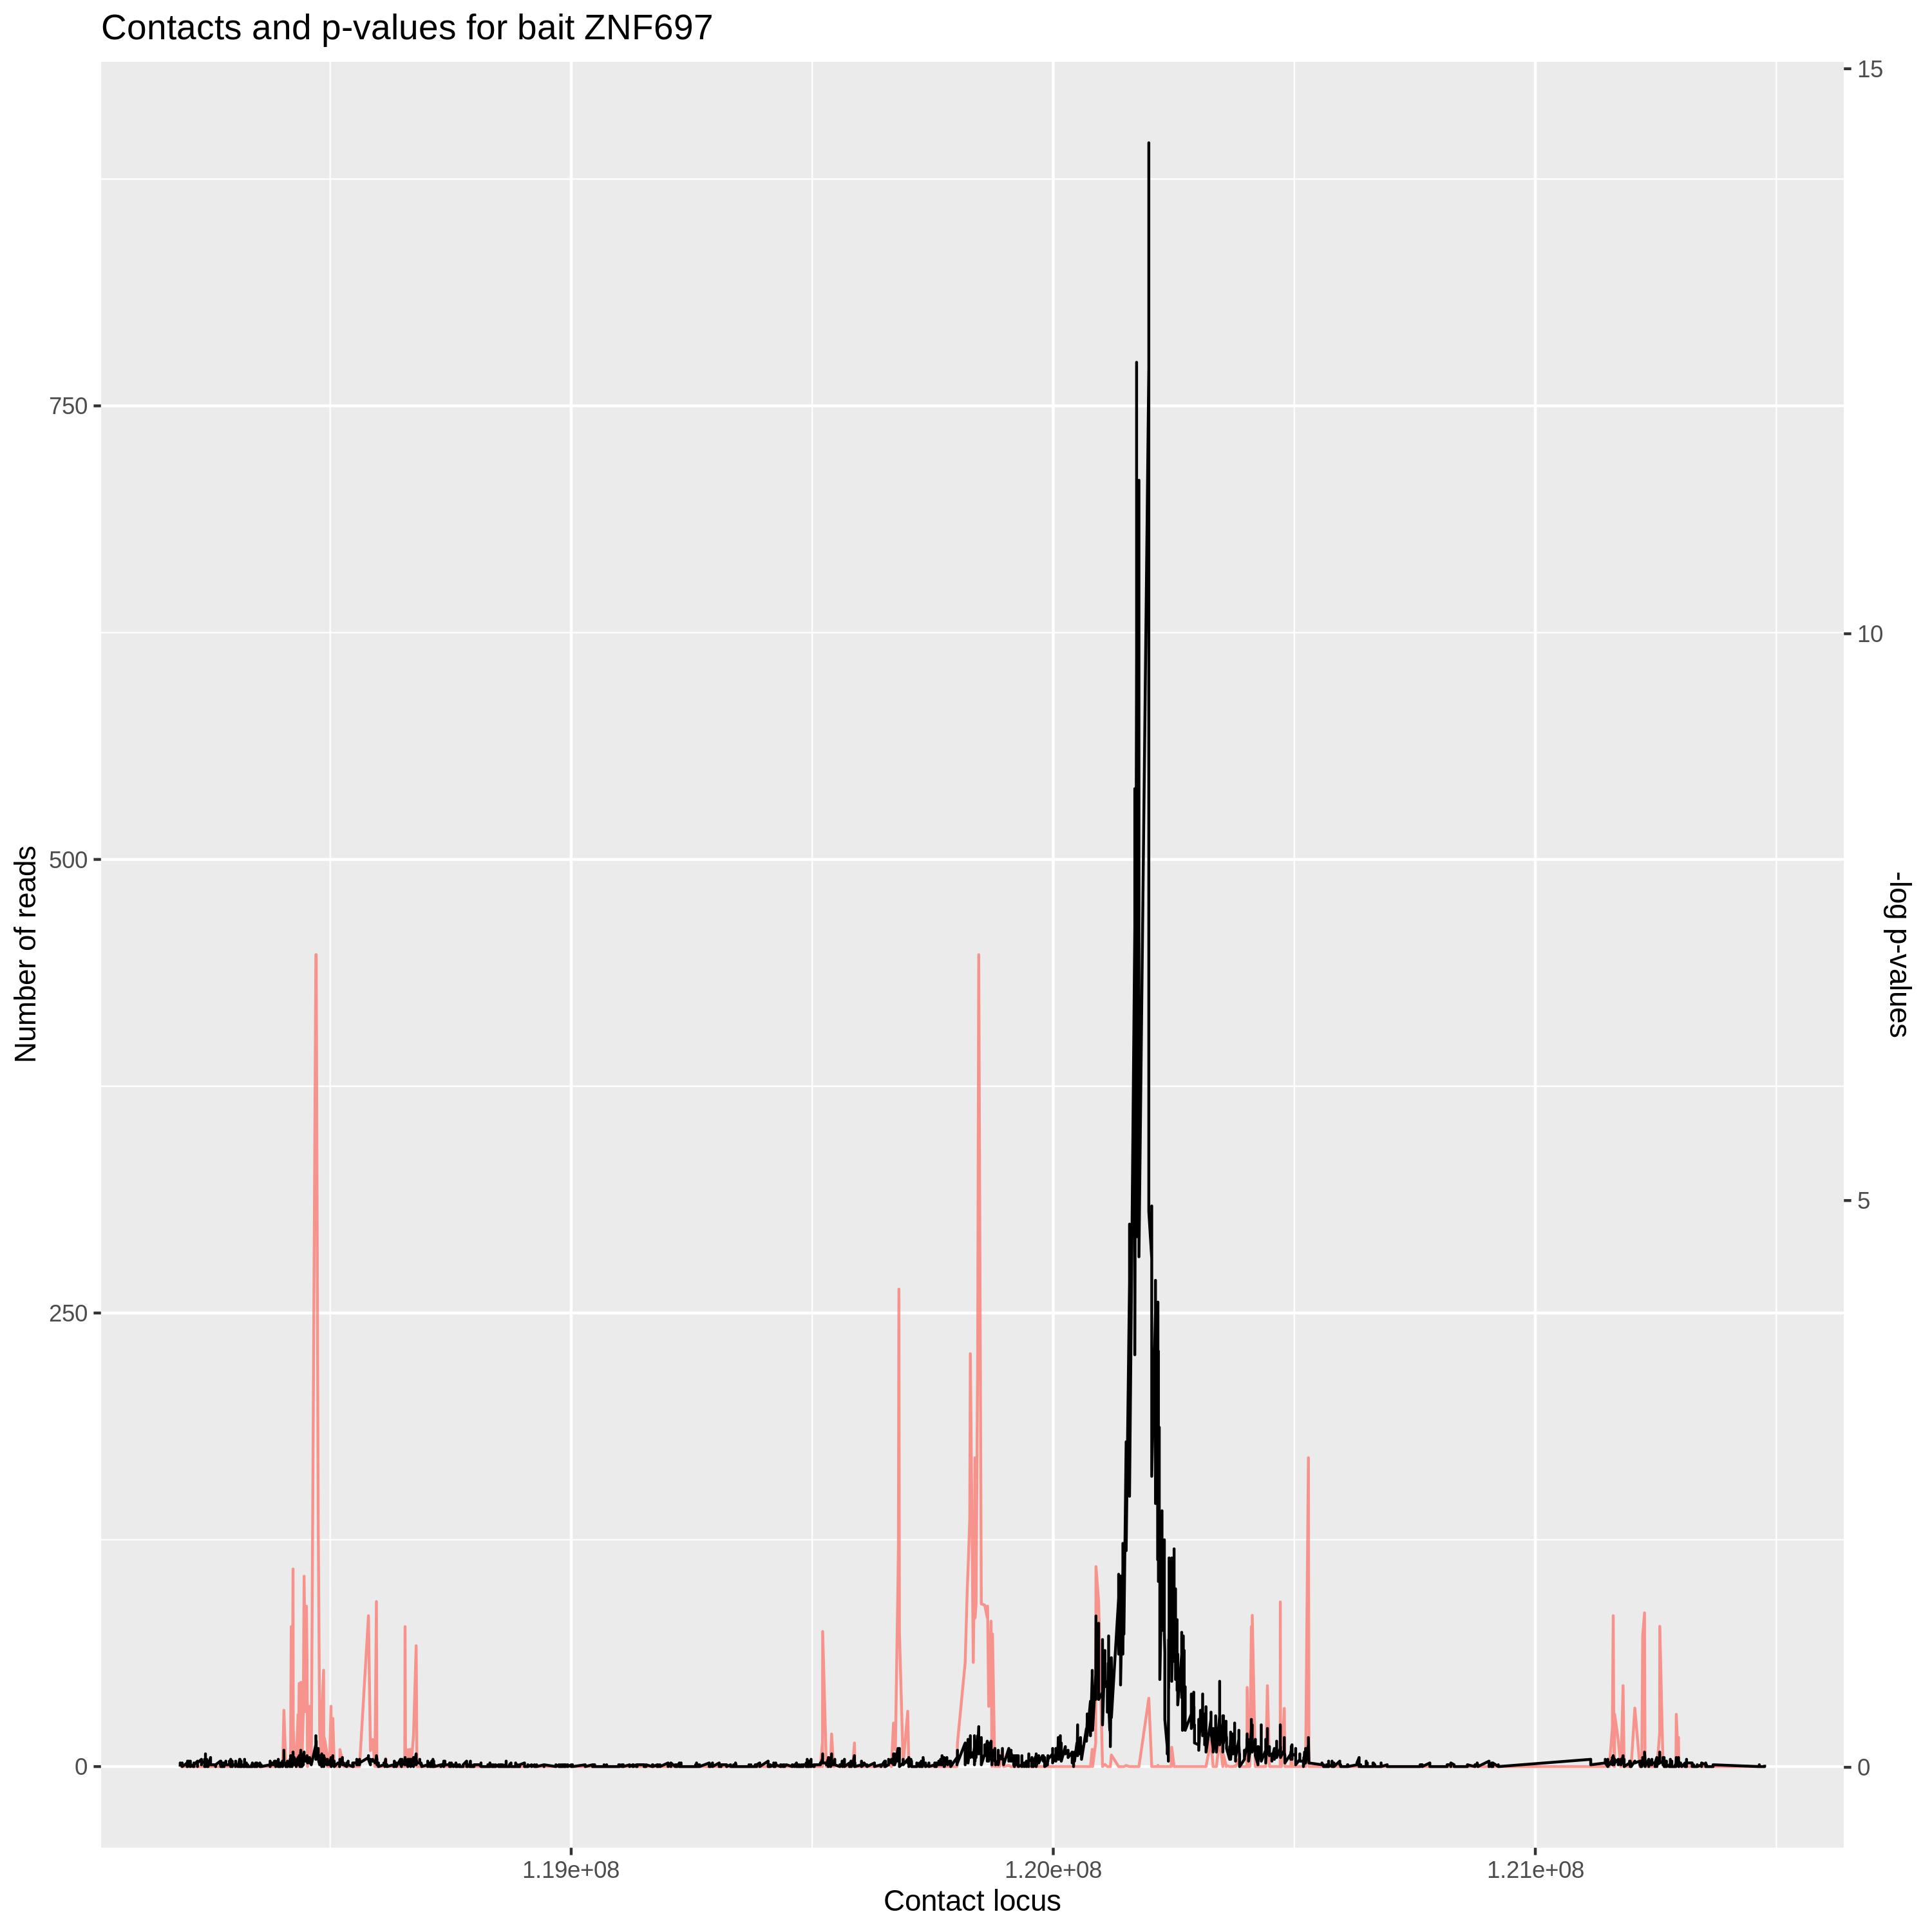 Contacts and p-values for bait ZNF697
Number of reads
750
500
250
0
15
10
5
0
-log p-values
1.19e+08
1.20e+08
1.21e+08
Contact locus